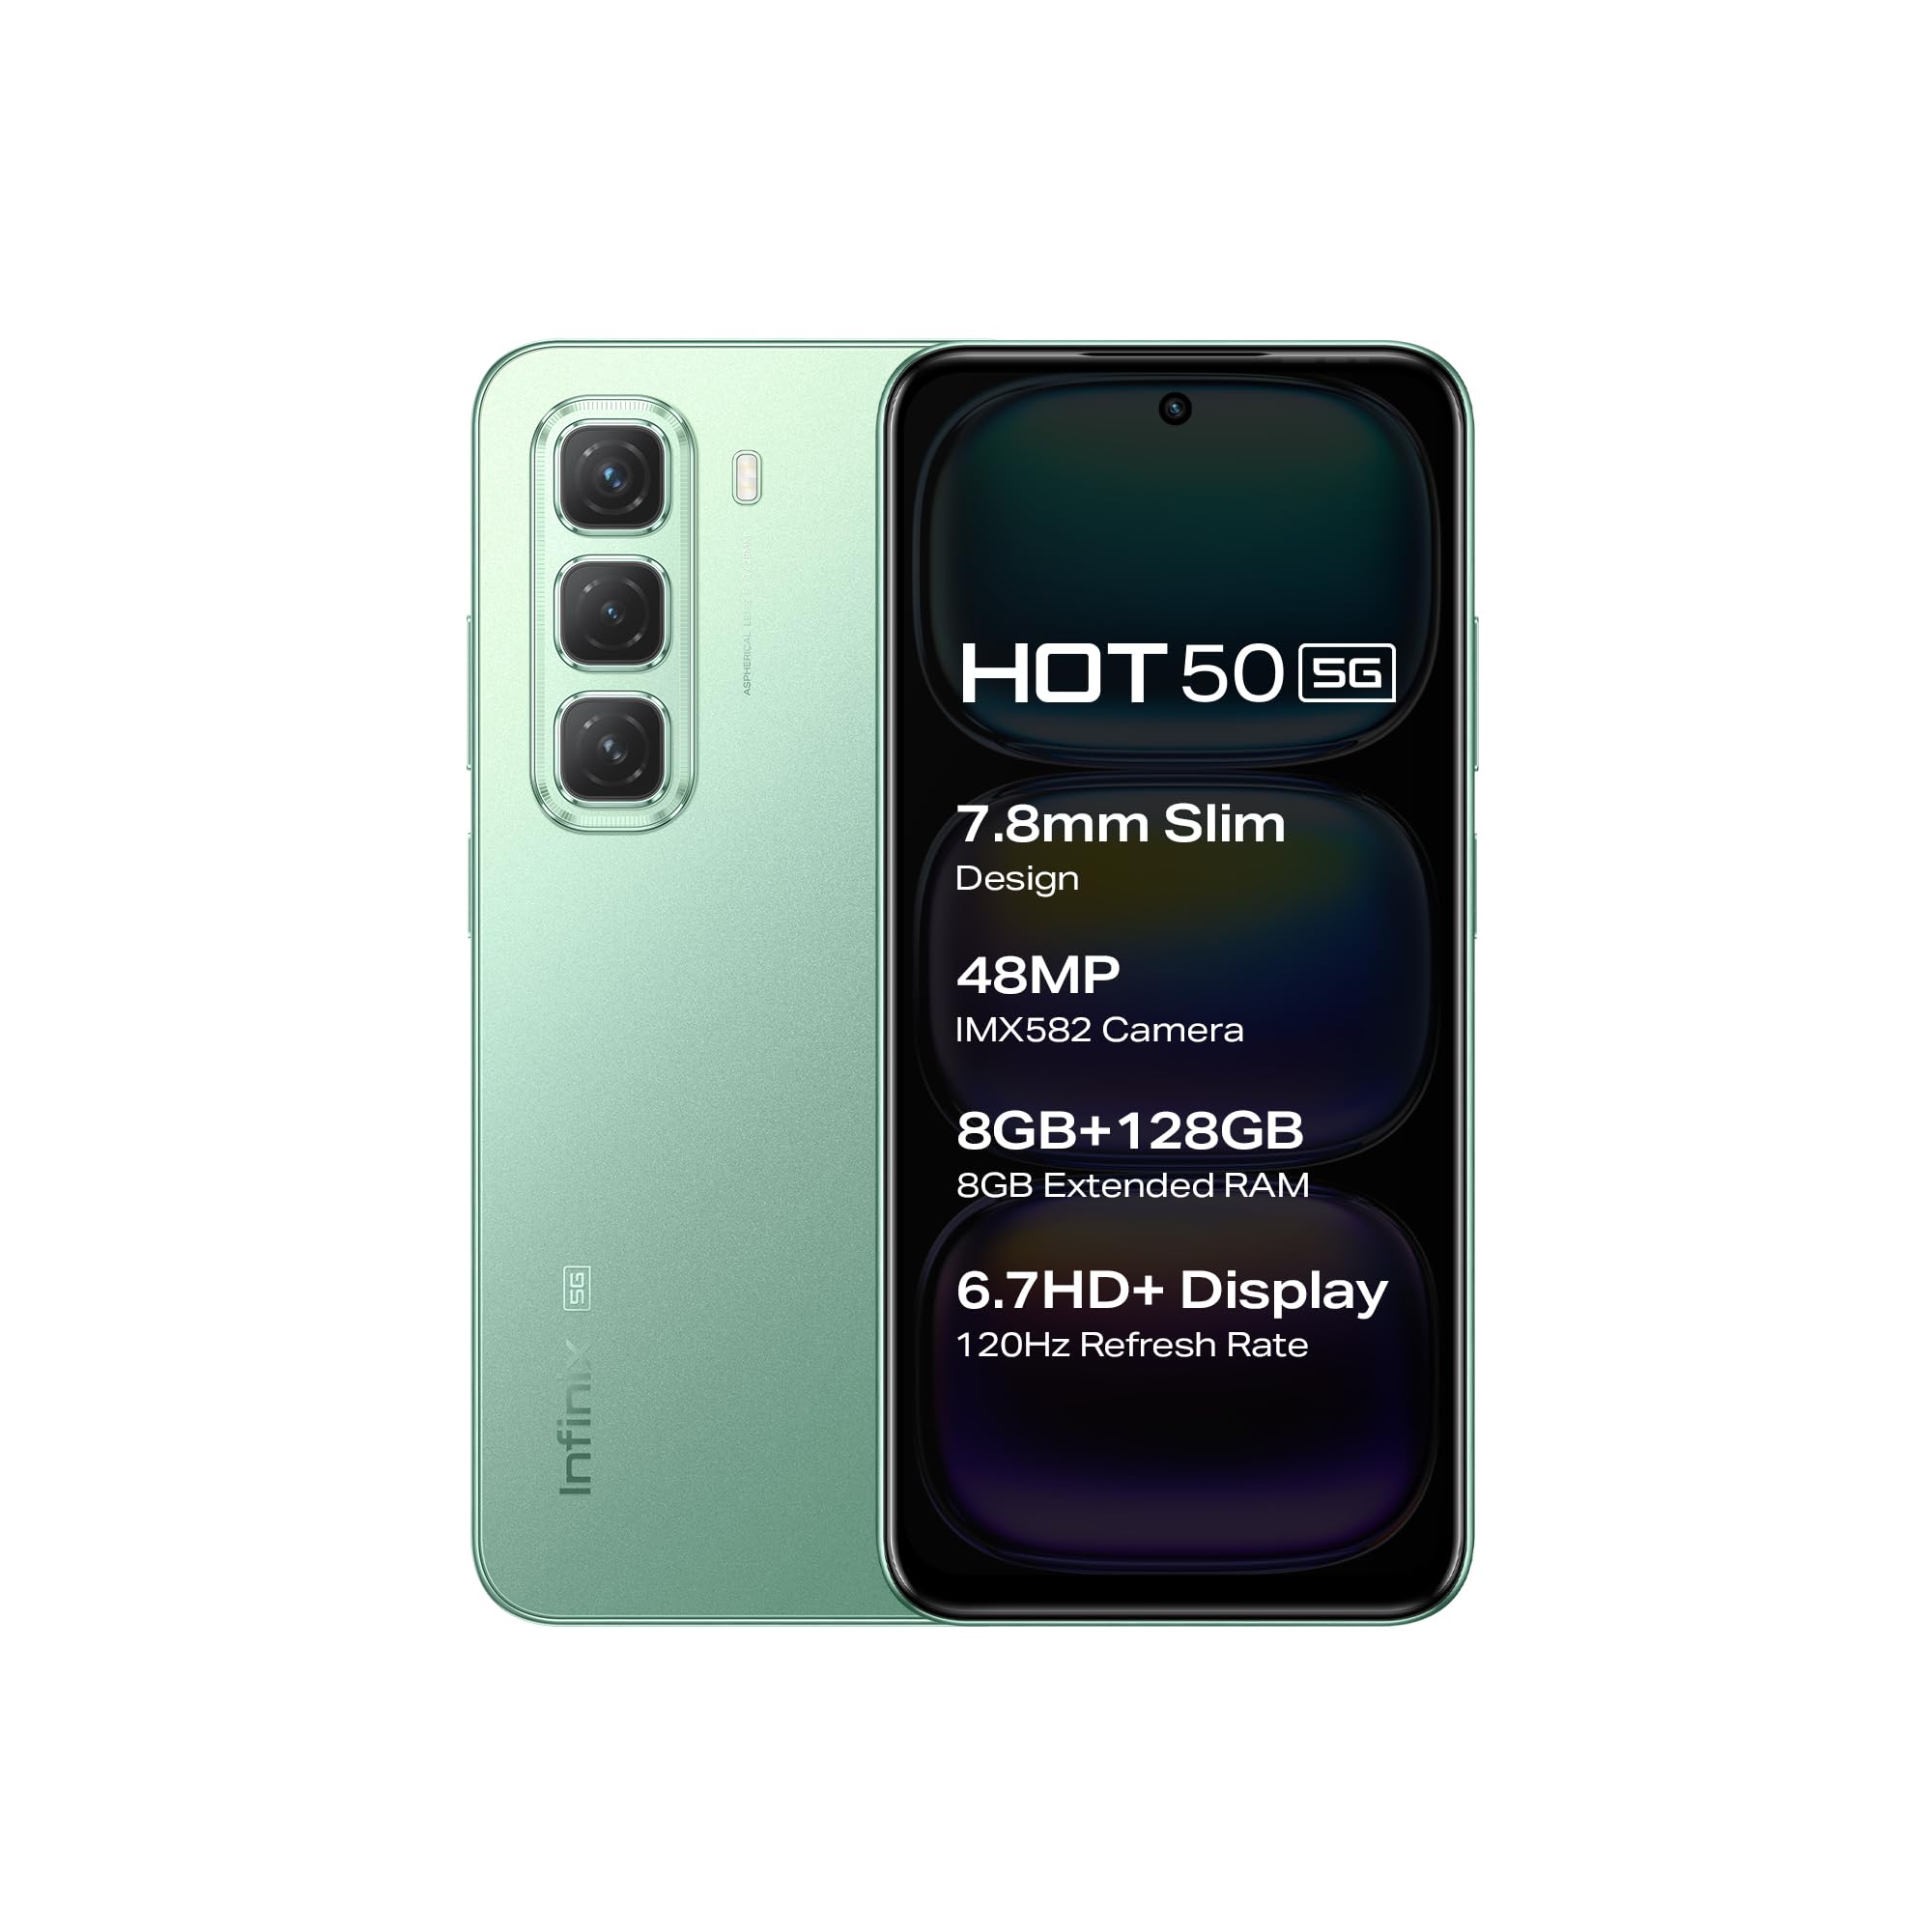 HOT 50 5G
7.8mm Slim
Design
48MP
IMX582 Camera
8GB+128GB
8GB Extended RAM
6.7HD+ Display
120Hz Refresh Rate
Infinix 5G
ASPHERICAL